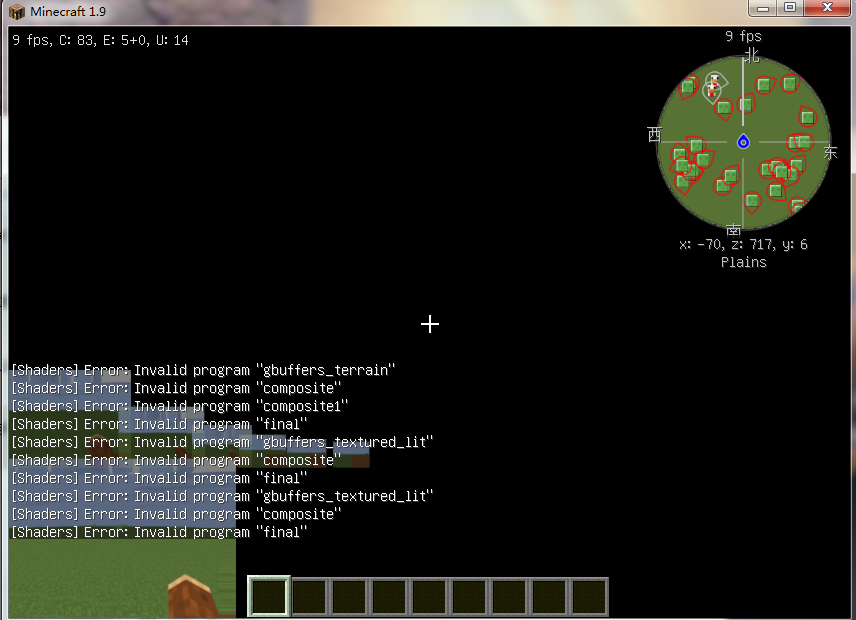 Minecraft 1.9
9 fps, C: 83, E: 5+0, U: 14
9 fps
北
西
东
南
x: -70, z: 717, y: 6
Plains
[Shaders] Error: Invalid program "gbuffers_terrain"
[Shaders] Error: Invalid program "composite"
[Shaders] Error: Invalid program "composite1"
[Shaders] Error: Invalid program "final"
[Shaders] Error: Invalid program "gbuffers_textured_lit"
[Shaders] Error: Invalid program "composite"
[Shaders] Error: Invalid program "final"
[Shaders] Error: Invalid program "gbuffers_textured_lit"
[Shaders] Error: Invalid program "composite"
[Shaders] Error: Invalid program "final"